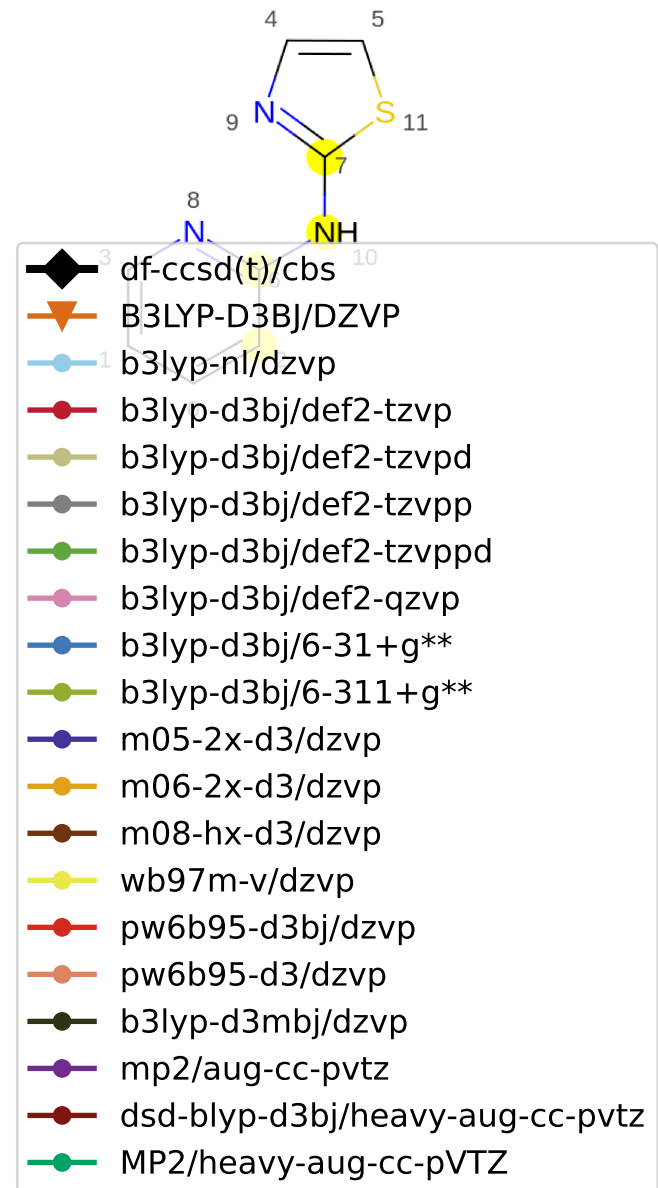 4 5
N S
9 11
7
8
N NH
3 10
df-ccsd(t)/cbs
B3LYP-D3BJ/DZVP
1
b3lyp-nl/dzvp
b3lyp-d3bj/def2-tzvp
b3lyp-d3bj/def2-tzvpd
b3lyp-d3bj/def2-tzvpp
b3lyp-d3bj/def2-tzvppd
b3lyp-d3bj/def2-qzvp
b3lyp-d3bj/6-31+g**
b3lyp-d3bj/6-311+g**
m05-2x-d3/dzvp
m06-2x-d3/dzvp
m08-hx-d3/dzvp
wb97m-v/dzvp
pw6b95-d3bj/dzvp
pw6b95-d3/dzvp
b3lyp-d3mbj/dzvp
mp2/aug-cc-pvtz
dsd-blyp-d3bj/heavy-aug-cc-pvtz
MP2/heavy-aug-cc-pVTZ